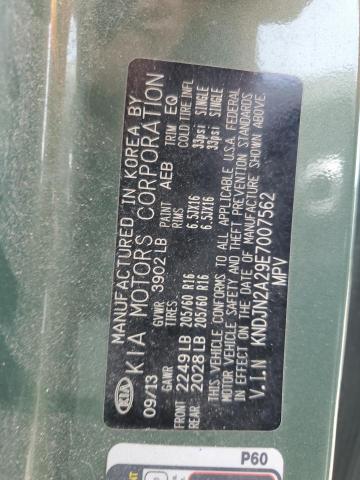 MANUFACTURED IN KOREA BY
KIA KIA MOTORS CORPORATION
09/13 GVWR 3902 LB PAINT AEB TRIM EQ
GAWR TIRES RIMS COLD TIRE INFL
FRONT 2249 LB 205/60 R16 6.5JX16 33psi SINGLE
REAR 2028 LB 205/60 R16 6.5JX16 33psi SINGLE
THIS VEHICLE CONFORMS TO ALL APPLICABLE U.S.A. FEDERAL
MOTOR VEHICLE SAFETY AND THEFT PREVENTION STANDARDS
IN EFFECT ON THE DATE OF MANUFACTURE SHOWN ABOVE.
V.I.N KNDJN2A29E7007562
MPV
P60